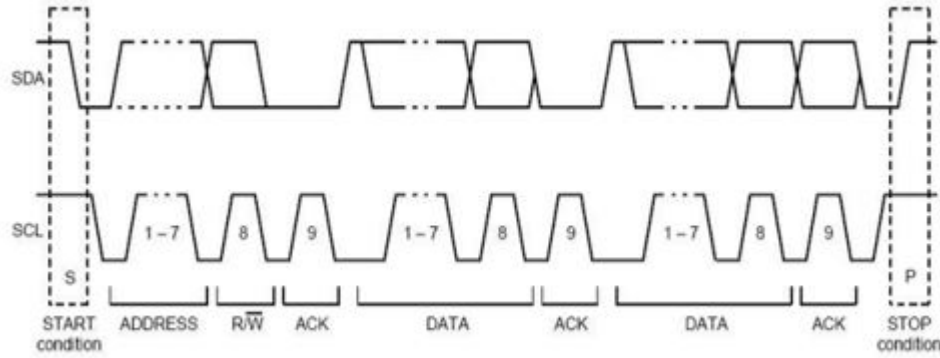 SDA
SCL
1 – 7 8 9 1 – 7 8 9 1 – 7 8 9
S P
START condition ADDRESS R/W̅ ACK DATA ACK DATA ACK STOP condition